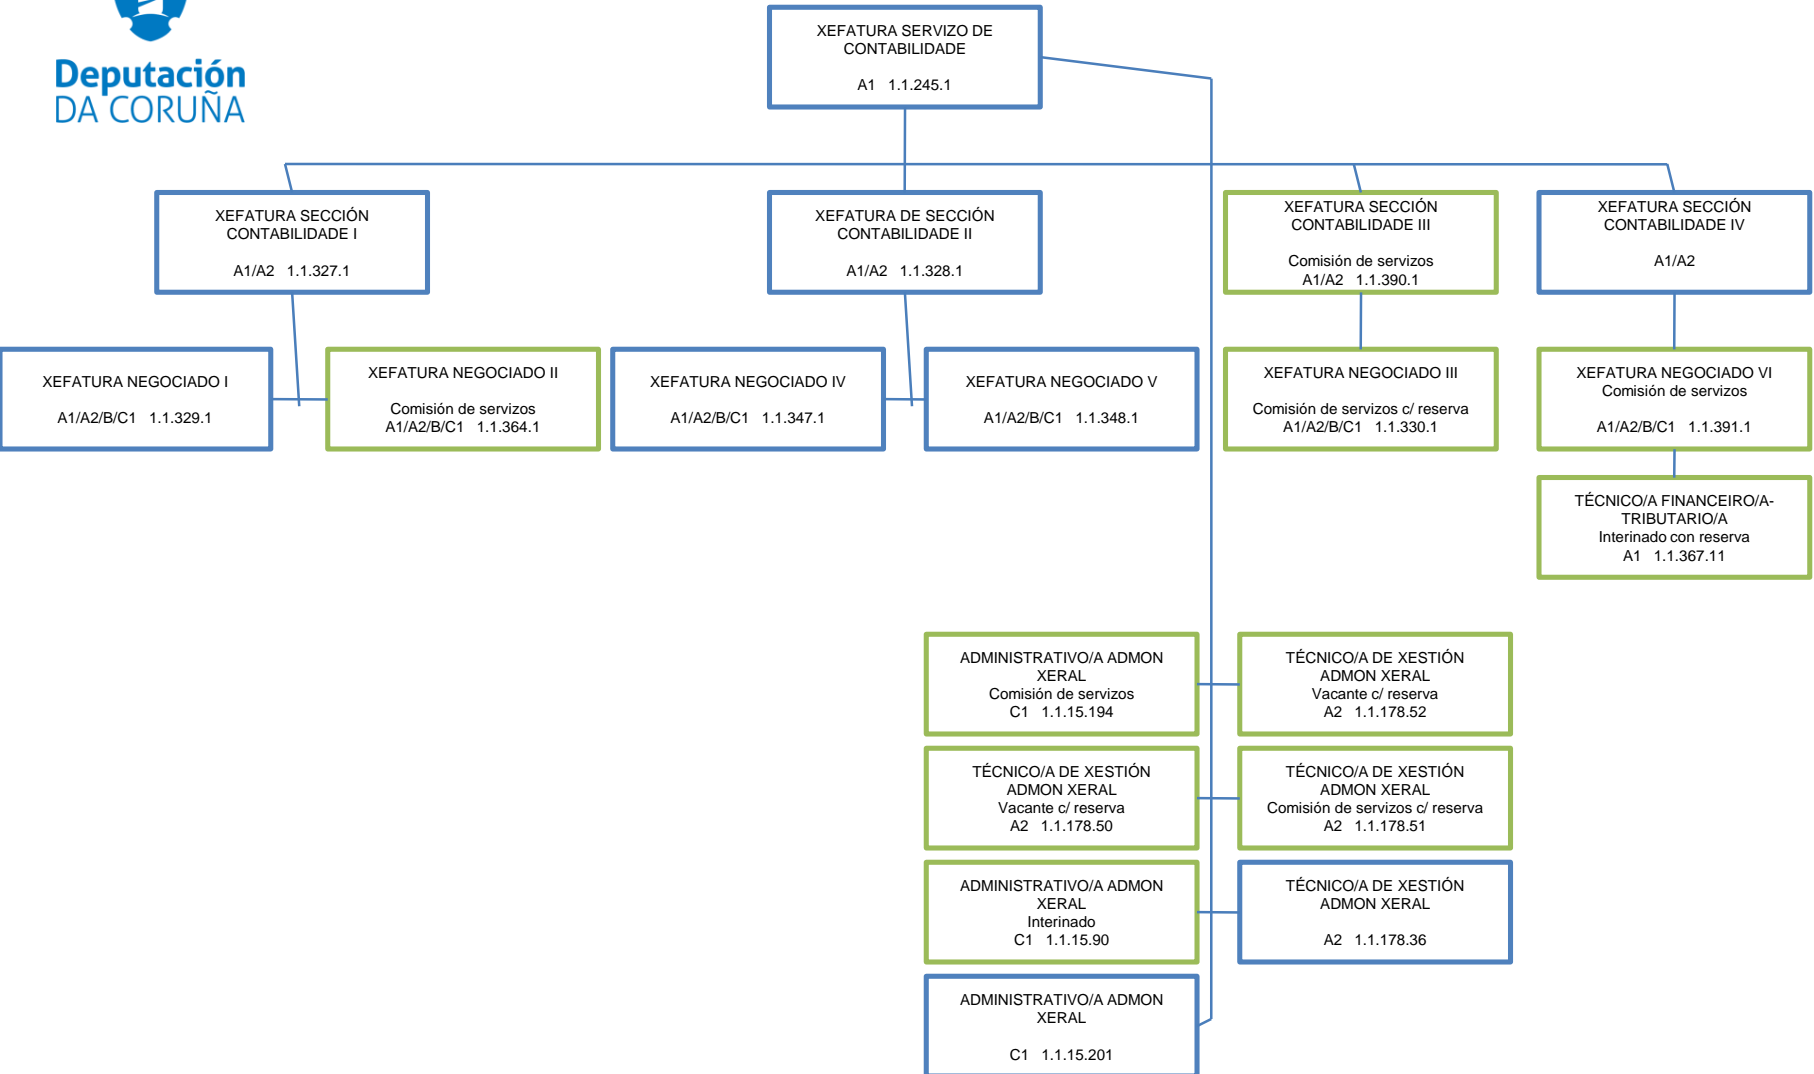 Deputación
DA CORUÑA
XEFATURA SERVIZO DE
CONTABILIDADE
A1 1.1.245.1
XEFATURA SECCIÓN
CONTABILIDADE I
A1/A2 1.1.327.1
XEFATURA DE SECCIÓN
CONTABILIDADE II
A1/A2 1.1.328.1
XEFATURA SECCIÓN
CONTABILIDADE III
Comisión de servizos
A1/A2 1.1.390.1
XEFATURA SECCIÓN
CONTABILIDADE IV
A1/A2
XEFATURA NEGOCIADO I
A1/A2/B/C1 1.1.329.1
XEFATURA NEGOCIADO II
Comisión de servizos
A1/A2/B/C1 1.1.364.1
XEFATURA NEGOCIADO IV
A1/A2/B/C1 1.1.347.1
XEFATURA NEGOCIADO V
A1/A2/B/C1 1.1.348.1
XEFATURA NEGOCIADO III
Comisión de servizos c/ reserva
A1/A2/B/C1 1.1.330.1
XEFATURA NEGOCIADO VI
Comisión de servizos
A1/A2/B/C1 1.1.391.1
TÉCNICO/A FINANCEIRO/A-
TRIBUTARIO/A
Interinado con reserva
A1 1.1.367.11
ADMINISTRATIVO/A ADMON
XERAL
Comisión de servizos
C1 1.1.15.194
TÉCNICO/A DE XESTIÓN
ADMON XERAL
Vacante c/ reserva
A2 1.1.178.52
TÉCNICO/A DE XESTIÓN
ADMON XERAL
Vacante c/ reserva
A2 1.1.178.50
TÉCNICO/A DE XESTIÓN
ADMON XERAL
Comisión de servizos c/ reserva
A2 1.1.178.51
ADMINISTRATIVO/A ADMON
XERAL
Interinado
C1 1.1.15.90
TÉCNICO/A DE XESTIÓN
ADMON XERAL
A2 1.1.178.36
ADMINISTRATIVO/A ADMON
XERAL
C1 1.1.15.201